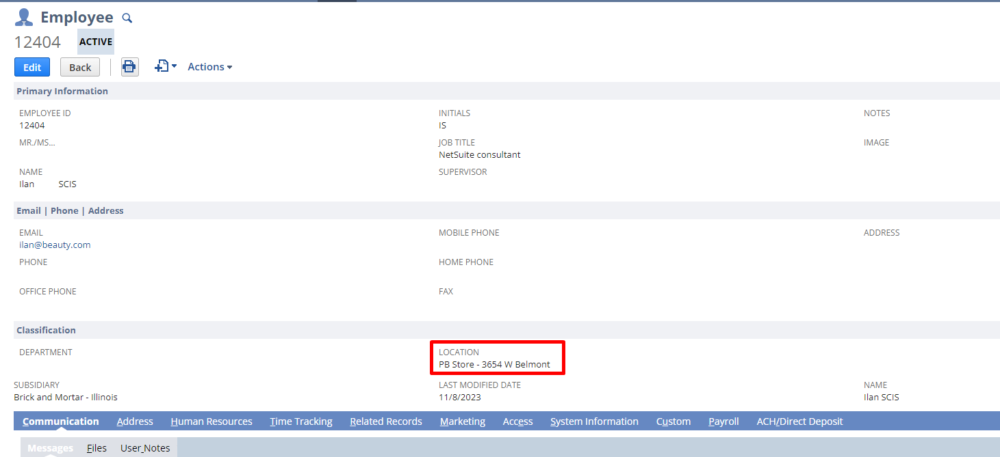 Employee
12404 ACTIVE
Edit Back Actions
Primary Information
EMPLOYEE ID
12404
MR./MS...
NAME
Ilan SCIS
INITIALS
IS
JOB TITLE
NetSuite consultant
SUPERVISOR
NOTES
IMAGE
Email | Phone | Address
EMAIL
ilan@beauty.com
PHONE
OFFICE PHONE
MOBILE PHONE
HOME PHONE
FAX
ADDRESS
Classification
DEPARTMENT
LOCATION
PB Store - 3654 W Belmont
SUBSIDIARY
Brick and Mortar - Illinois
LAST MODIFIED DATE
11/8/2023
NAME
Ilan SCIS
Communication Address Human Resources Time Tracking Related Records Marketing Access System Information Custom Payroll ACH/Direct Deposit
Messages Files User Notes